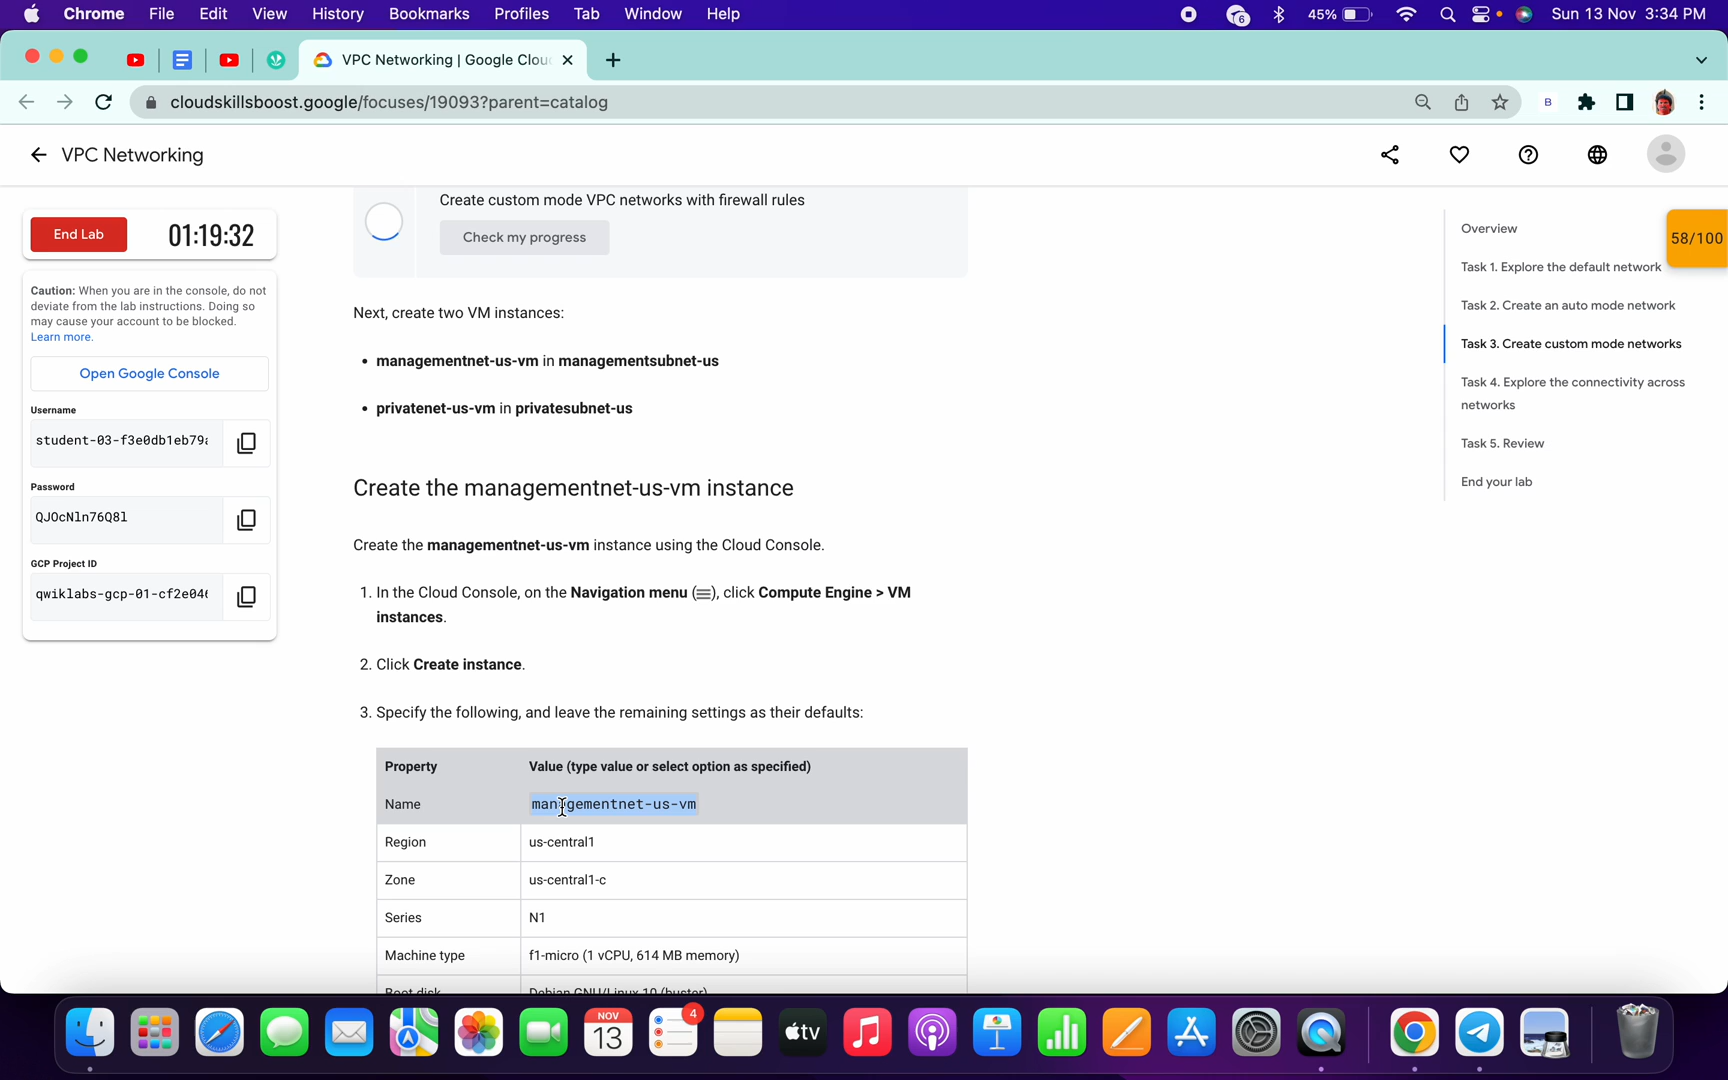 Chrome File Edit View History Bookmarks Profiles Tab Window Help
6
45%
Sun 13 Nov 3:34 PM
VPC Networking | Google Clou
cloudskillsboost.google/focuses/19093?parent=catalog
B
VPC Networking
End Lab
01:19:32
Caution: When you are in the console, do not
deviate from the lab instructions. Doing so
may cause your account to be blocked.
Learn more.
Open Google Console
Username
student-03-f3e0db1eb79
Password
QJOcNln76Q8l
GCP Project ID
qwiklabs-gcp-01-cf2e04
Create custom mode VPC networks with firewall rules
Check my progress
Next, create two VM instances:
• managementnet-us-vm in managementsubnet-us
• privatenet-us-vm in privatesubnet-us
Create the managementnet-us-vm instance
Create the managementnet-us-vm instance using the Cloud Console.
1. In the Cloud Console, on the Navigation menu (≡), click Compute Engine > VM
instances.
2. Click Create instance.
3. Specify the following, and leave the remaining settings as their defaults:
Property Value (type value or select option as specified)
Name managementnet-us-vm
Region us-central1
Zone us-central1-c
Series N1
Machine type f1-micro (1 vCPU, 614 MB memory)
Boot disk Debian GNU/Linux 10 (buster)
Overview
58/100
Task 1. Explore the default network
Task 2. Create an auto mode network
Task 3. Create custom mode networks
Task 4. Explore the connectivity across
networks
Task 5. Review
End your lab
NOV
13
4
tv